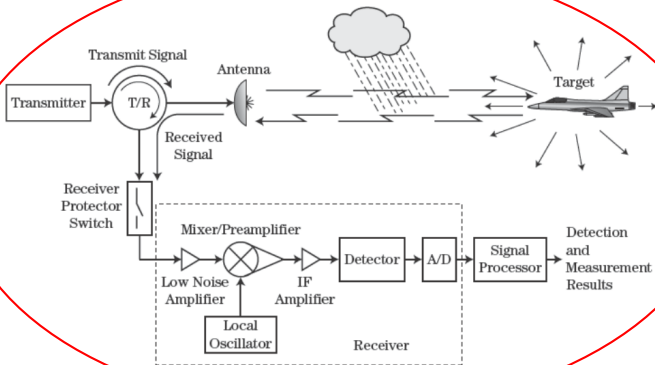 Transmit Signal
Antenna
Target
Transmitter
T/R
Received
Signal
Receiver
Protector
Switch
Mixer/Preamplifier
Low Noise
Amplifier
IF
Amplifier
Detector
A/D
Signal
Processor
Detection
and
Measurement
Results
Local
Oscillator
Receiver